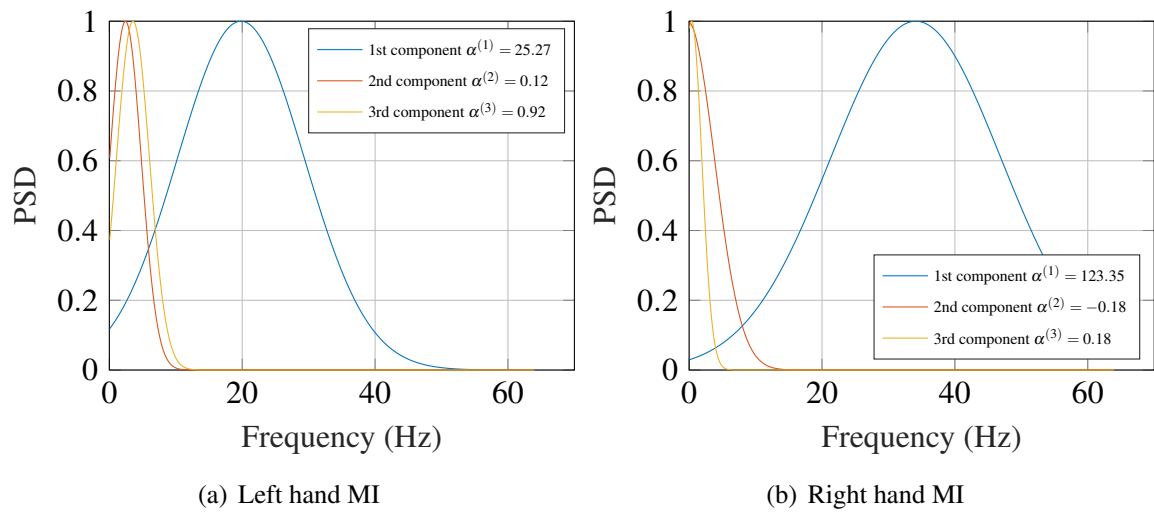 1
0.8
0.6
0.4
0.2
0
0
20
40
60
PSD
Frequency (Hz)
1st component α^(1) = 25.27
2nd component α^(2) = 0.12
3rd component α^(3) = 0.92
(a) Left hand MI
1
0.8
0.6
0.4
0.2
0
0
20
40
60
PSD
Frequency (Hz)
1st component α^(1) = 123.35
2nd component α^(2) = −0.18
3rd component α^(3) = 0.18
(b) Right hand MI